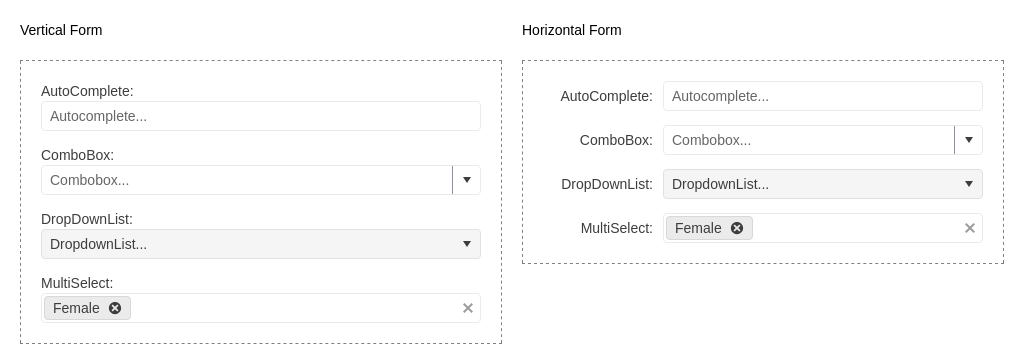 Vertical Form
AutoComplete:
Autocomplete...
ComboBox:
Combobox...
DropDownList:
DropdownList...
MultiSelect:
Female
Horizontal Form
AutoComplete: Autocomplete...
ComboBox: Combobox...
DropDownList: DropdownList...
MultiSelect: Female